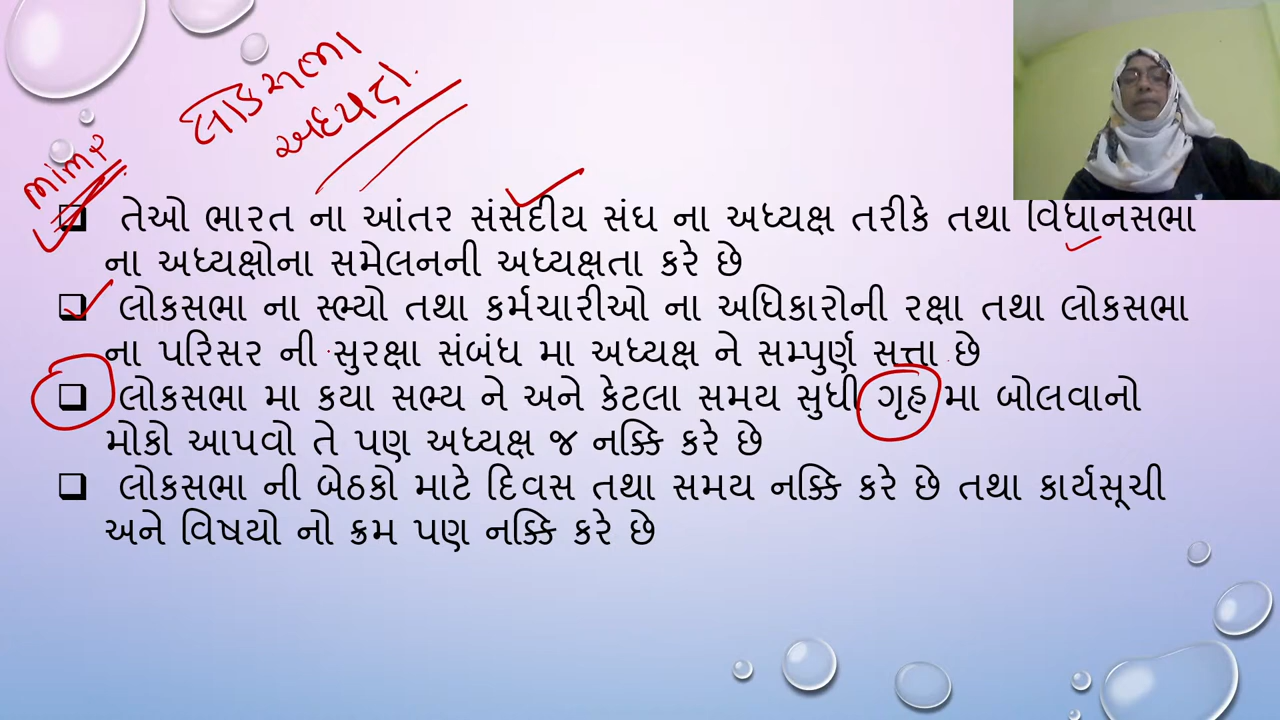 લોકસભા
અધ્યક્ષ.
તેઓ ભારત ના આંતર સંસદીય સંઘ ના અધ્યક્ષ તરીકે તથા વિધાનસભા
ના અધ્યક્ષોના સમેલનની અધ્યક્ષતા કરે છે
લોકસભા ના સ્ભ્યો તથા કર્મચારીઓ ના અધિકારોની રક્ષા તથા લોકસભા
ના પરિસર ની સુરક્ષા સંબંધ મા અધ્યક્ષ ને સમ્પુર્ણ સત્તા છે
લોકસભા મા કયા સભ્ય ને અને કેટલા સમય સુધી ગૃહ મા બોલવાનો
મોકો આપવો તે પણ અધ્યક્ષ જ નક્કિ કરે છે
લોકસભા ની બેઠકો માટે દિવસ તથા સમય નક્કિ કરે છે તથા કાર્યસૂચી
અને વિષયો નો ક્રમ પણ નક્કિ કરે છે